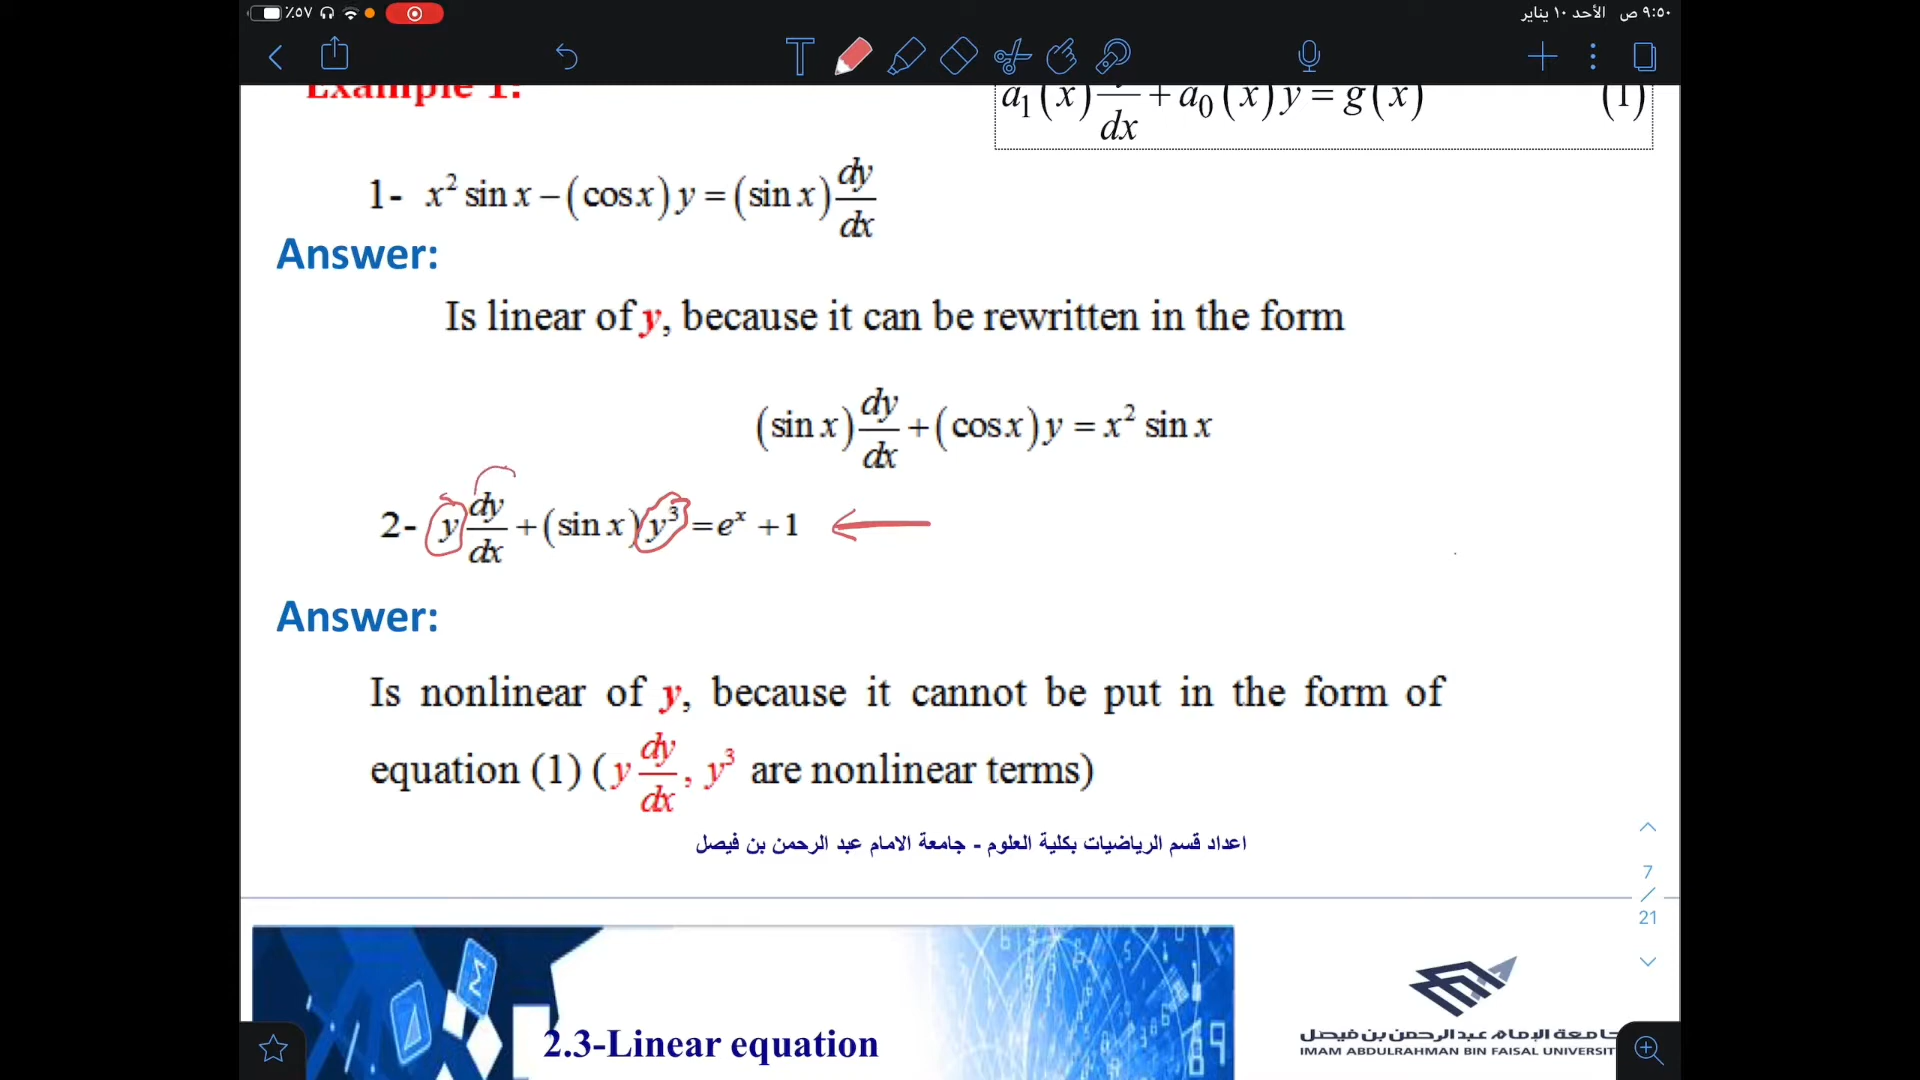 ٪٥٧
٩:٥٠ ص الأحد ١٠ يناير
Example 1:
a₁(x) dy/dx + a₀(x) y = g(x) (1)
1- x² sin x − (cos x) y = (sin x) dy/dx
Answer:
Is linear of y, because it can be rewritten in the form
(sin x) dy/dx + (cos x) y = x² sin x
2- y dy/dx + (sin x) y³ = eˣ + 1
Answer:
Is nonlinear of y, because it cannot be put in the form of
equation (1) (y dy/dx, y³ are nonlinear terms)
اعداد قسم الرياضيات بكلية العلوم - جامعة الامام عبد الرحمن بن فيصل
7
/
21
2.3-Linear equation
جامعة الإمام عبدالرحمن بن فيصل
IMAM ABDULRAHMAN BIN FAISAL UNIVERSIT